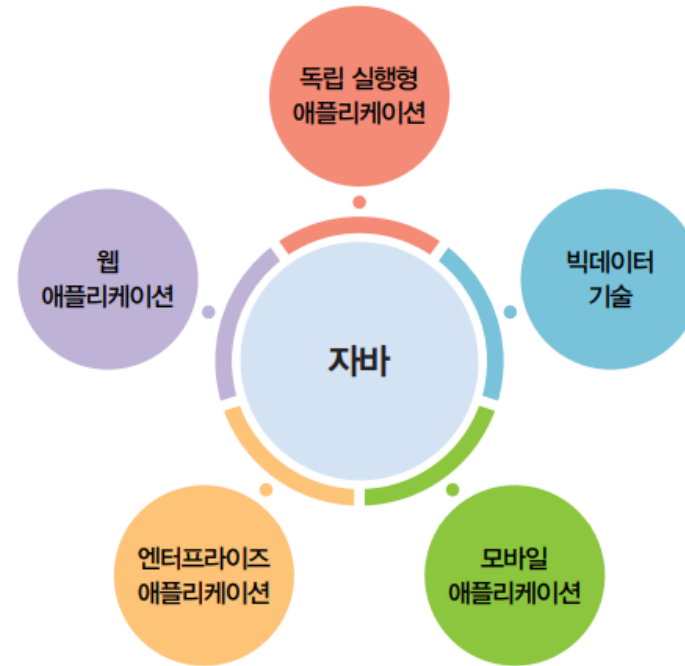 독립 실행형
애플리케이션
웹
애플리케이션
빅데이터
기술
자바
엔터프라이즈
애플리케이션
모바일
애플리케이션